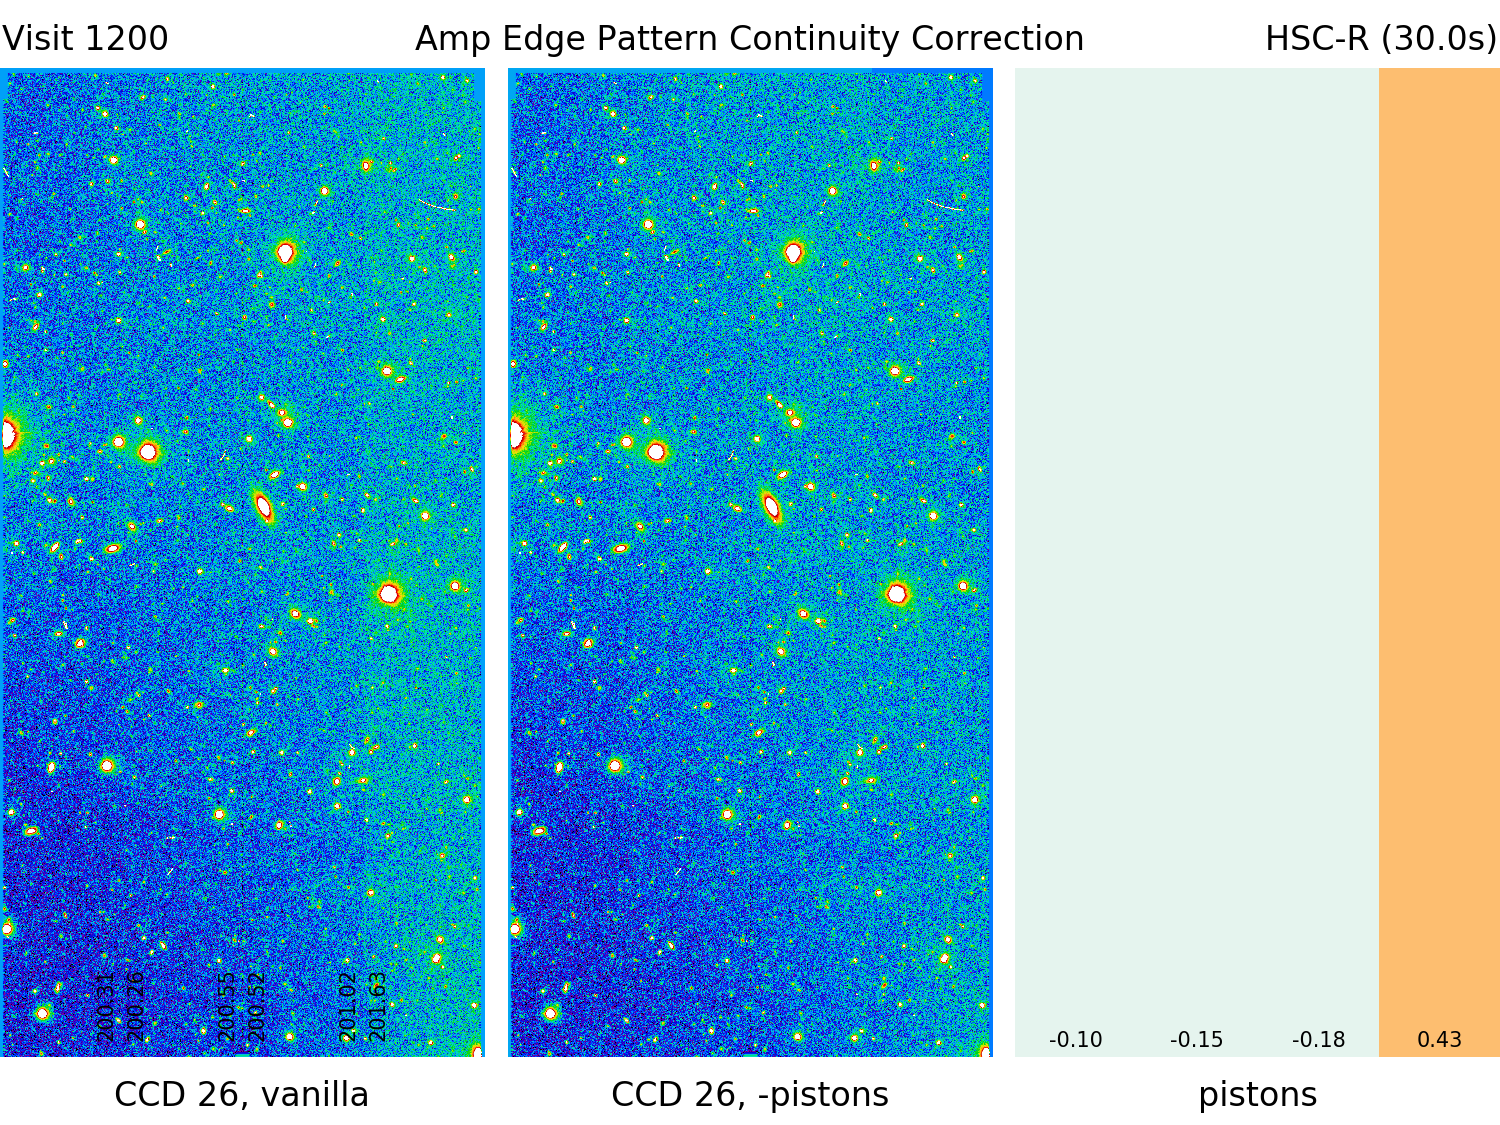 Visit 1200
Amp Edge Pattern Continuity Correction
HSC-R (30.0s)
200.31
200.26
200.55
200.52
201.02
201.63
-0.10
-0.15
-0.18
0.43
CCD 26, vanilla
CCD 26, -pistons
pistons